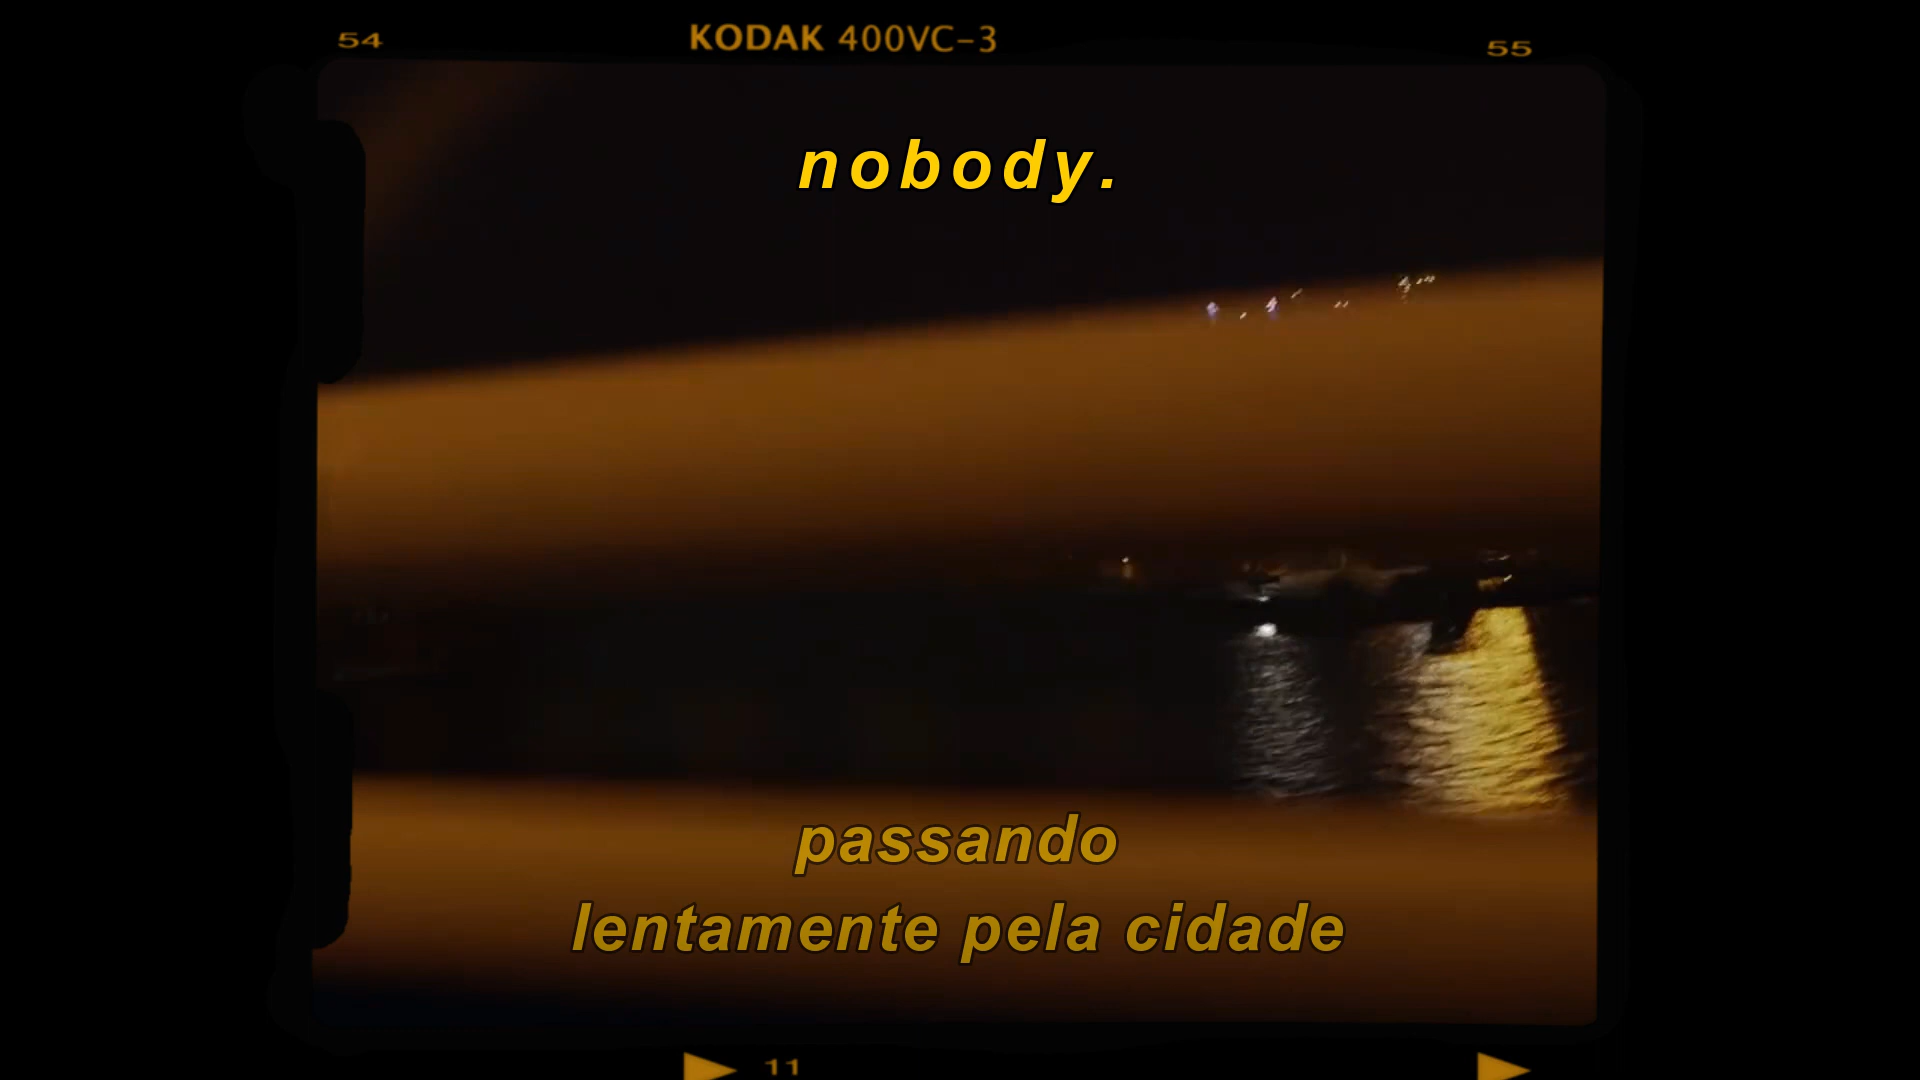 54 KODAK 400VC-3 55
nobody.
passando
lentamente pela cidade
11